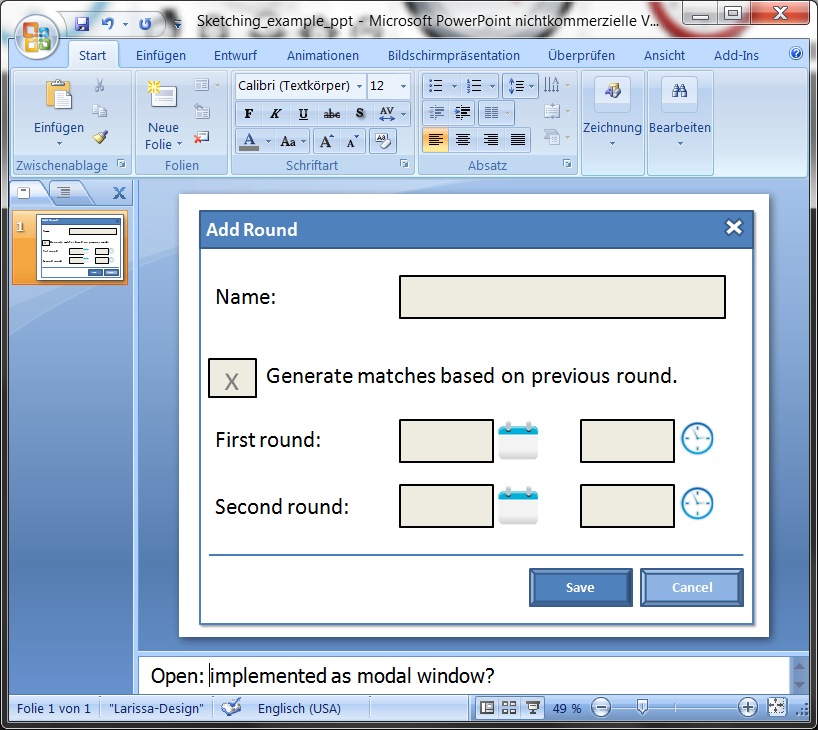 Sketching_example_ppt - Microsoft PowerPoint nichtkommerzielle V...
Start Einfügen Entwurf Animationen Bildschirmpräsentation Überprüfen Ansicht Add-Ins
Calibri (Textkörper) 12
Einfügen Neue Folie F K U abc S AV Zeichnung Bearbeiten
A Aa A A
Zwischenablage Folien Schriftart Absatz
1
Add Round
Name:
X Generate matches based on previous round.
First round:
Second round:
Save Cancel
Open: implemented as modal window?
Folie 1 von 1 "Larissa-Design" Englisch (USA) 49 %